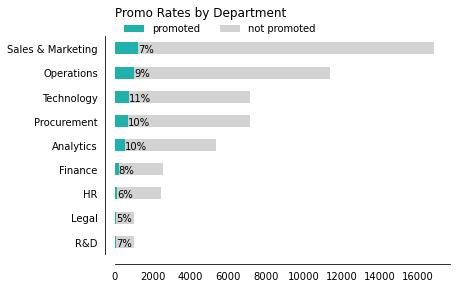 Promo Rates by Department
promoted not promoted
Sales & Marketing 7%
Operations 9%
Technology 11%
Procurement 10%
Analytics 10%
Finance 8%
HR 6%
Legal 5%
R&D 7%
0 2000 4000 6000 8000 10000 12000 14000 16000